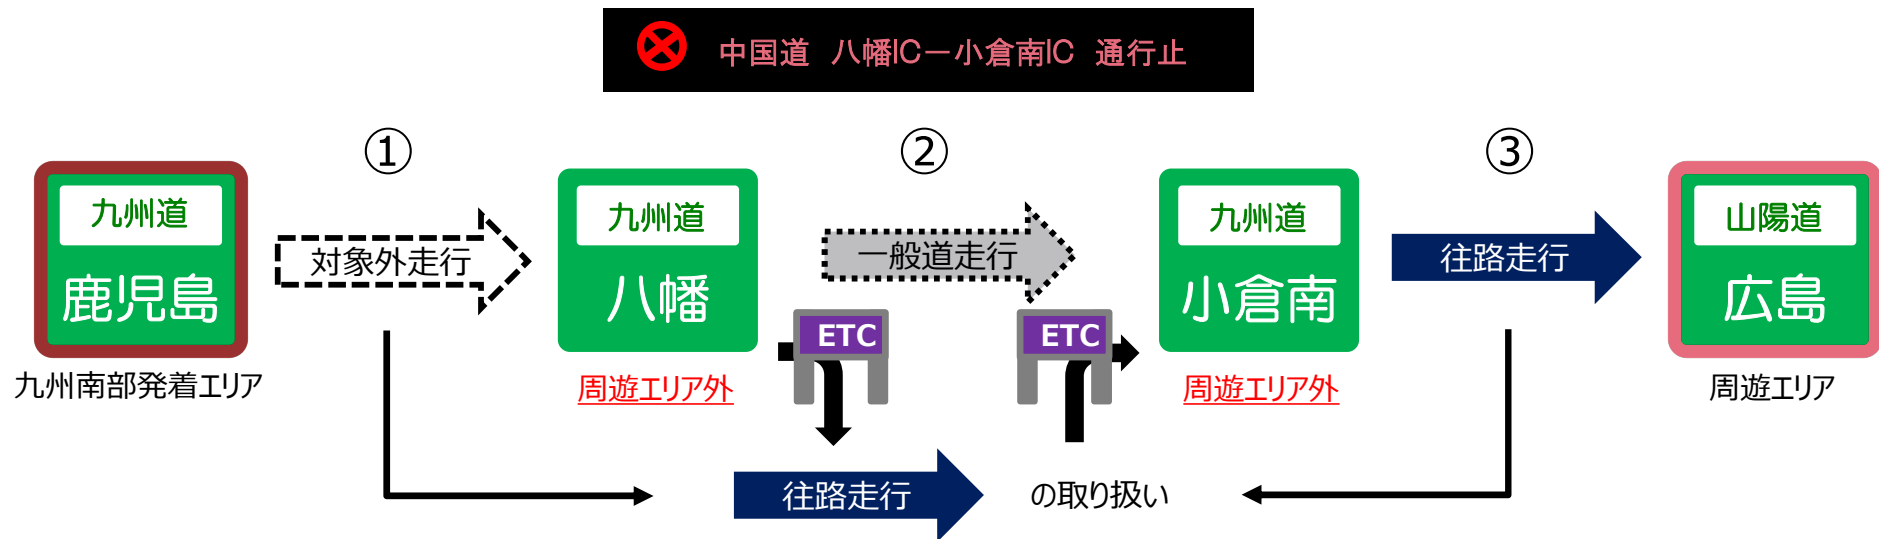 中国道 八幡IC－小倉南IC 通行止
①
②
③
九州道
鹿児島
九州南部発着エリア
対象外走行
九州道
八幡
周遊エリア外
一般道走行
ETC
ETC
九州道
小倉南
周遊エリア外
往路走行
山陽道
広島
周遊エリア
往路走行 の取り扱い